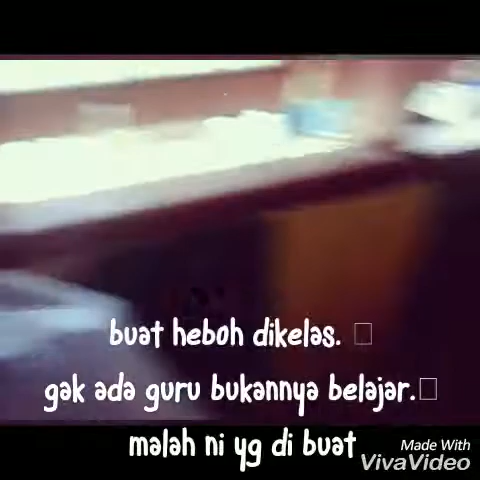 buat heboh dikelas.
gak ada guru bukannya belajar.
malah ni yg di buat
Made With
VivaVideo